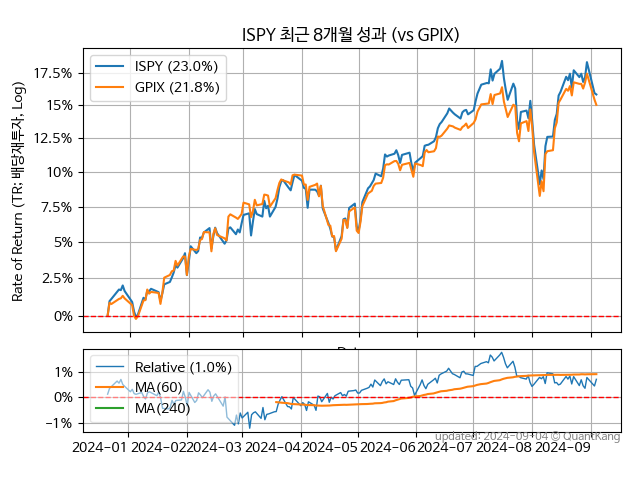 ISPY 최근 8개월 성과 (vs GPIX)
ISPY (23.0%)
GPIX (21.8%)
Rate of Return (TR: 배당재투자, Log)
17.5%
15%
12.5%
10%
7.5%
5%
2.5%
0%
Relative (1.0%)
MA(60)
MA(240)
1%
0%
−1%
2024−01
2024−02
2024−03
2024−04
2024−05
2024−06
2024−07
2024−08
2024−09
updated: 2024-09-04 © QuantKang